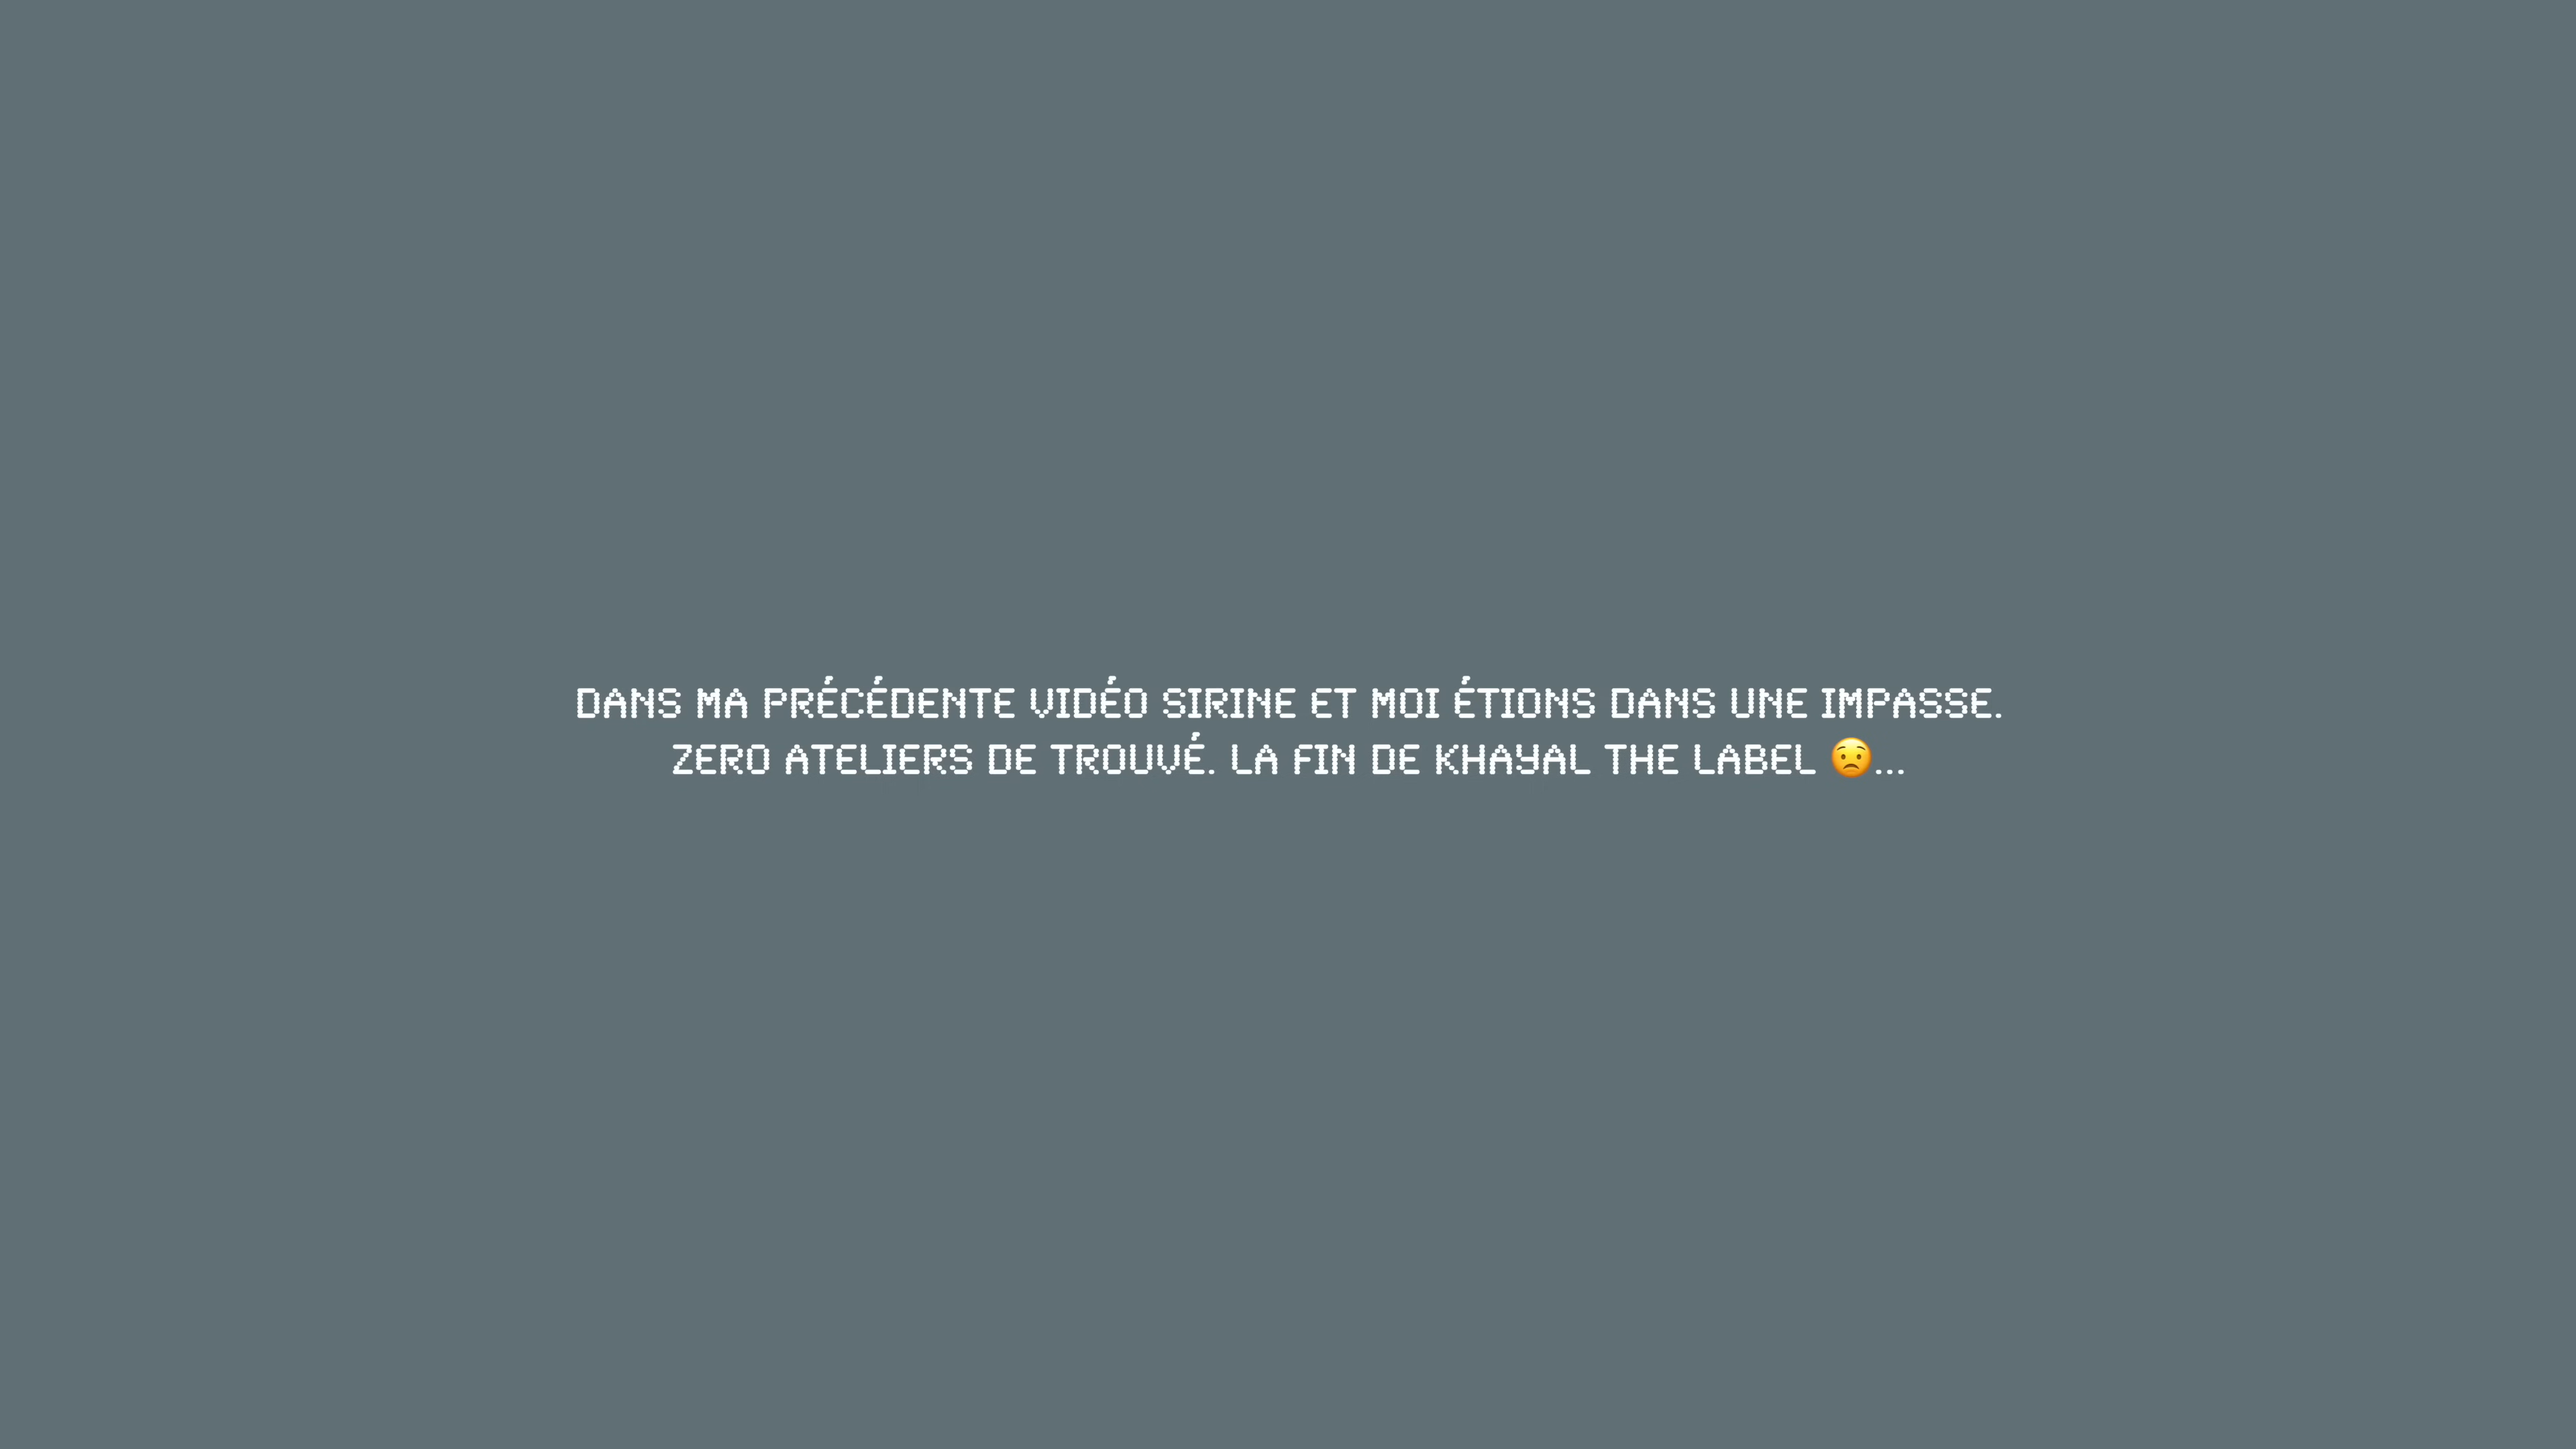 DANS MA PRÉCÉDENTE VIDÉO SIRINE ET MOI ÉTIONS DANS UNE IMPASSE.
ZERO ATELIERS DE TROUVÉ. LA FIN DE KHAYAL THE LABEL 😟...